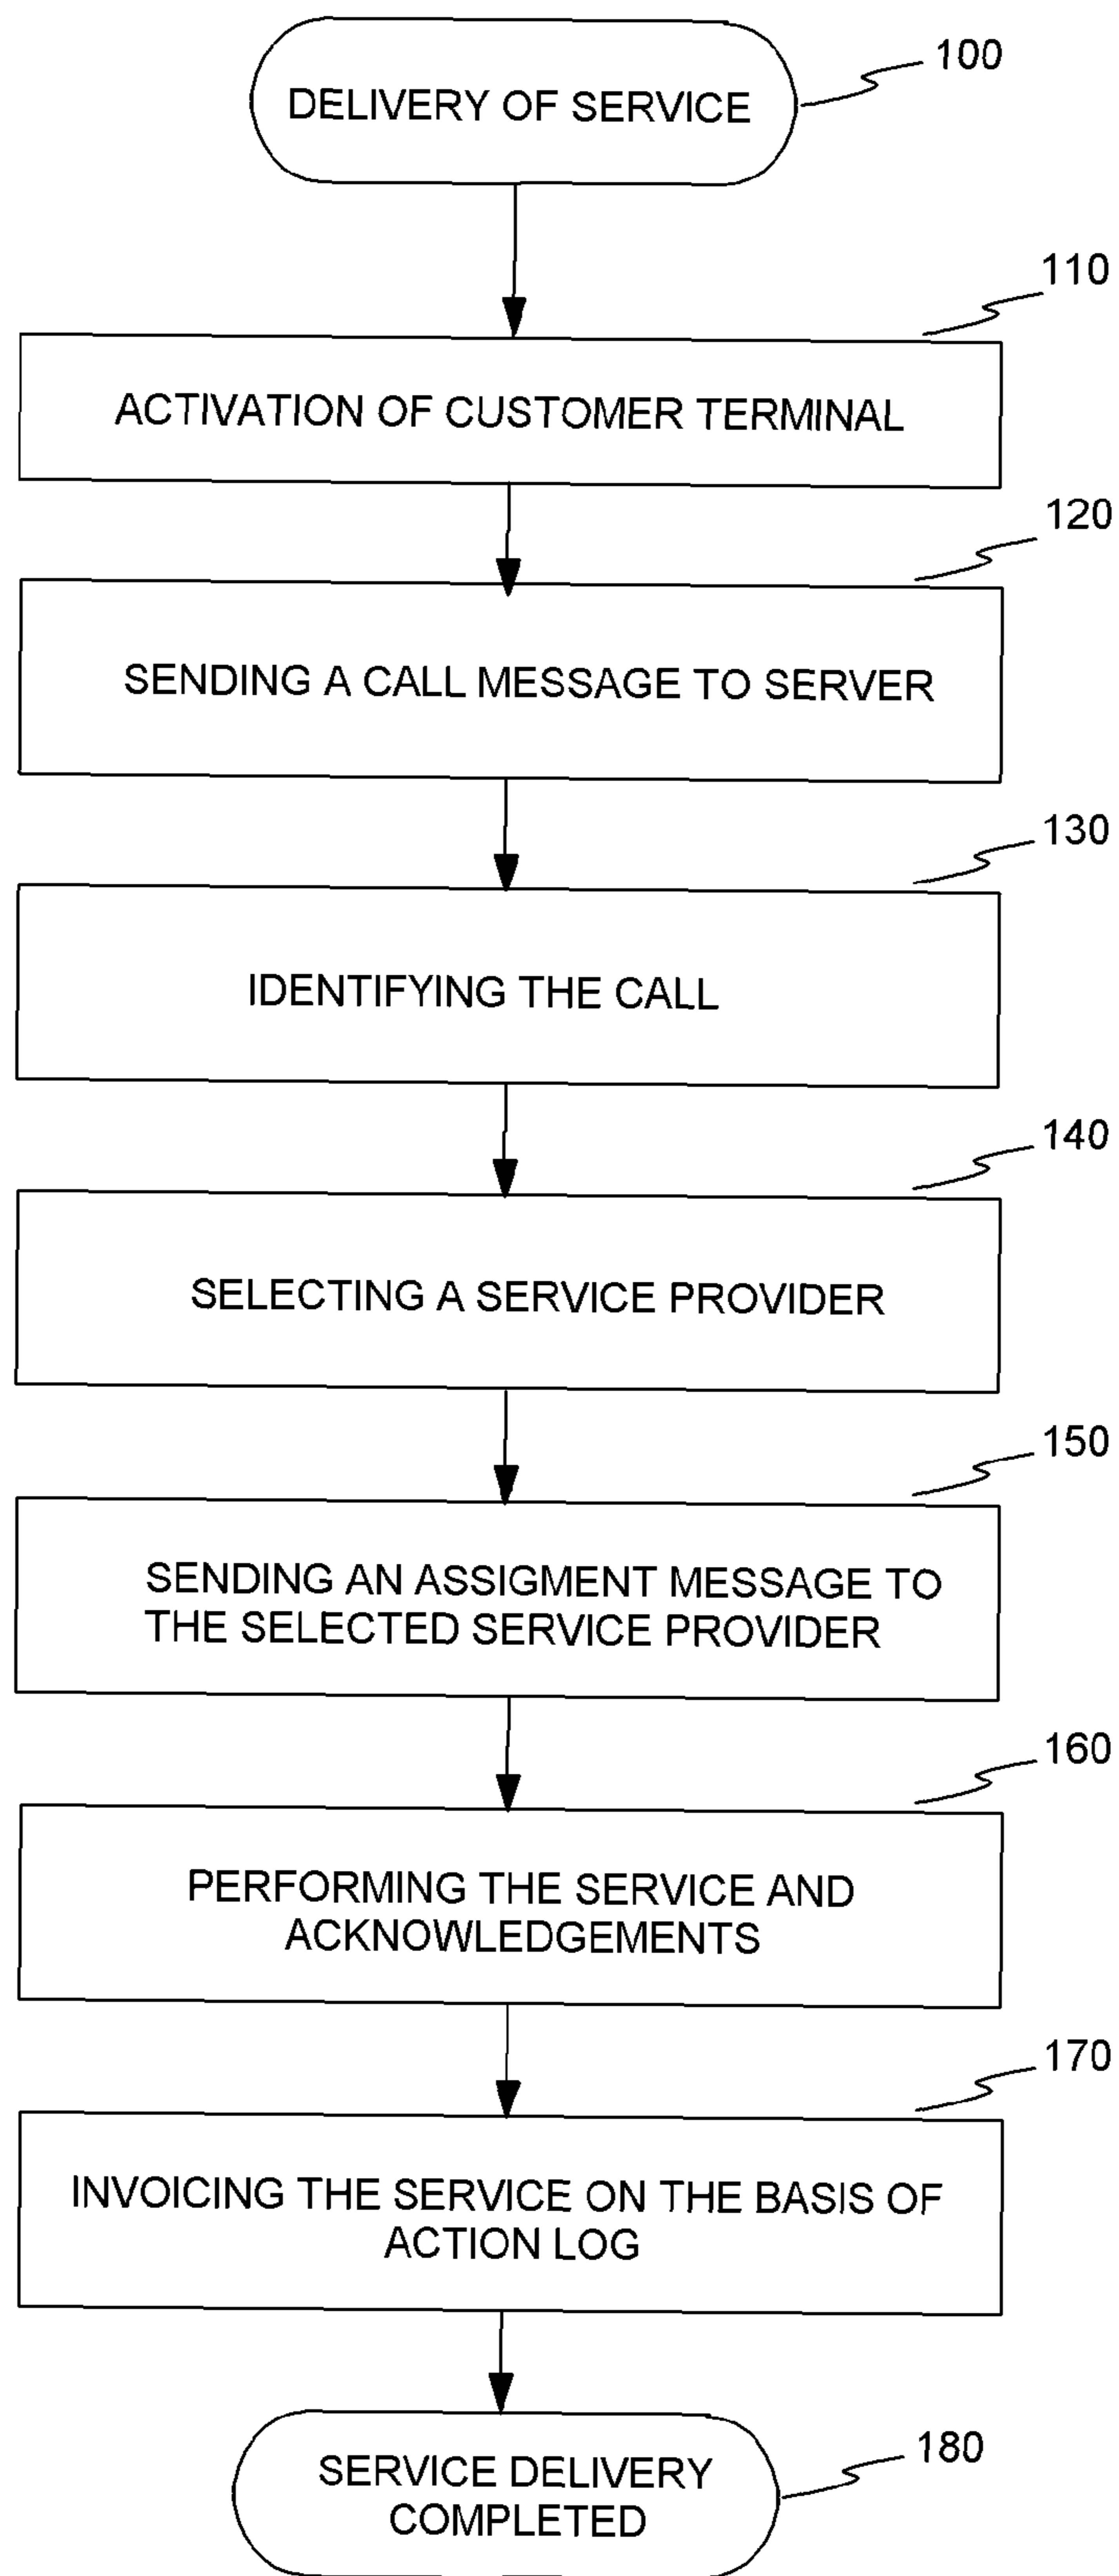 DELIVERY OF SERVICE
100
110
ACTIVATION OF CUSTOMER TERMINAL
120
SENDING A CALL MESSAGE TO SERVER
130
IDENTIFYING THE CALL
140
SELECTING A SERVICE PROVIDER
150
SENDING AN ASSIGMENT MESSAGE TO
THE SELECTED SERVICE PROVIDER
160
PERFORMING THE SERVICE AND
ACKNOWLEDGEMENTS
170
INVOICING THE SERVICE ON THE BASIS OF
ACTION LOG
180
SERVICE DELIVERY
COMPLETED